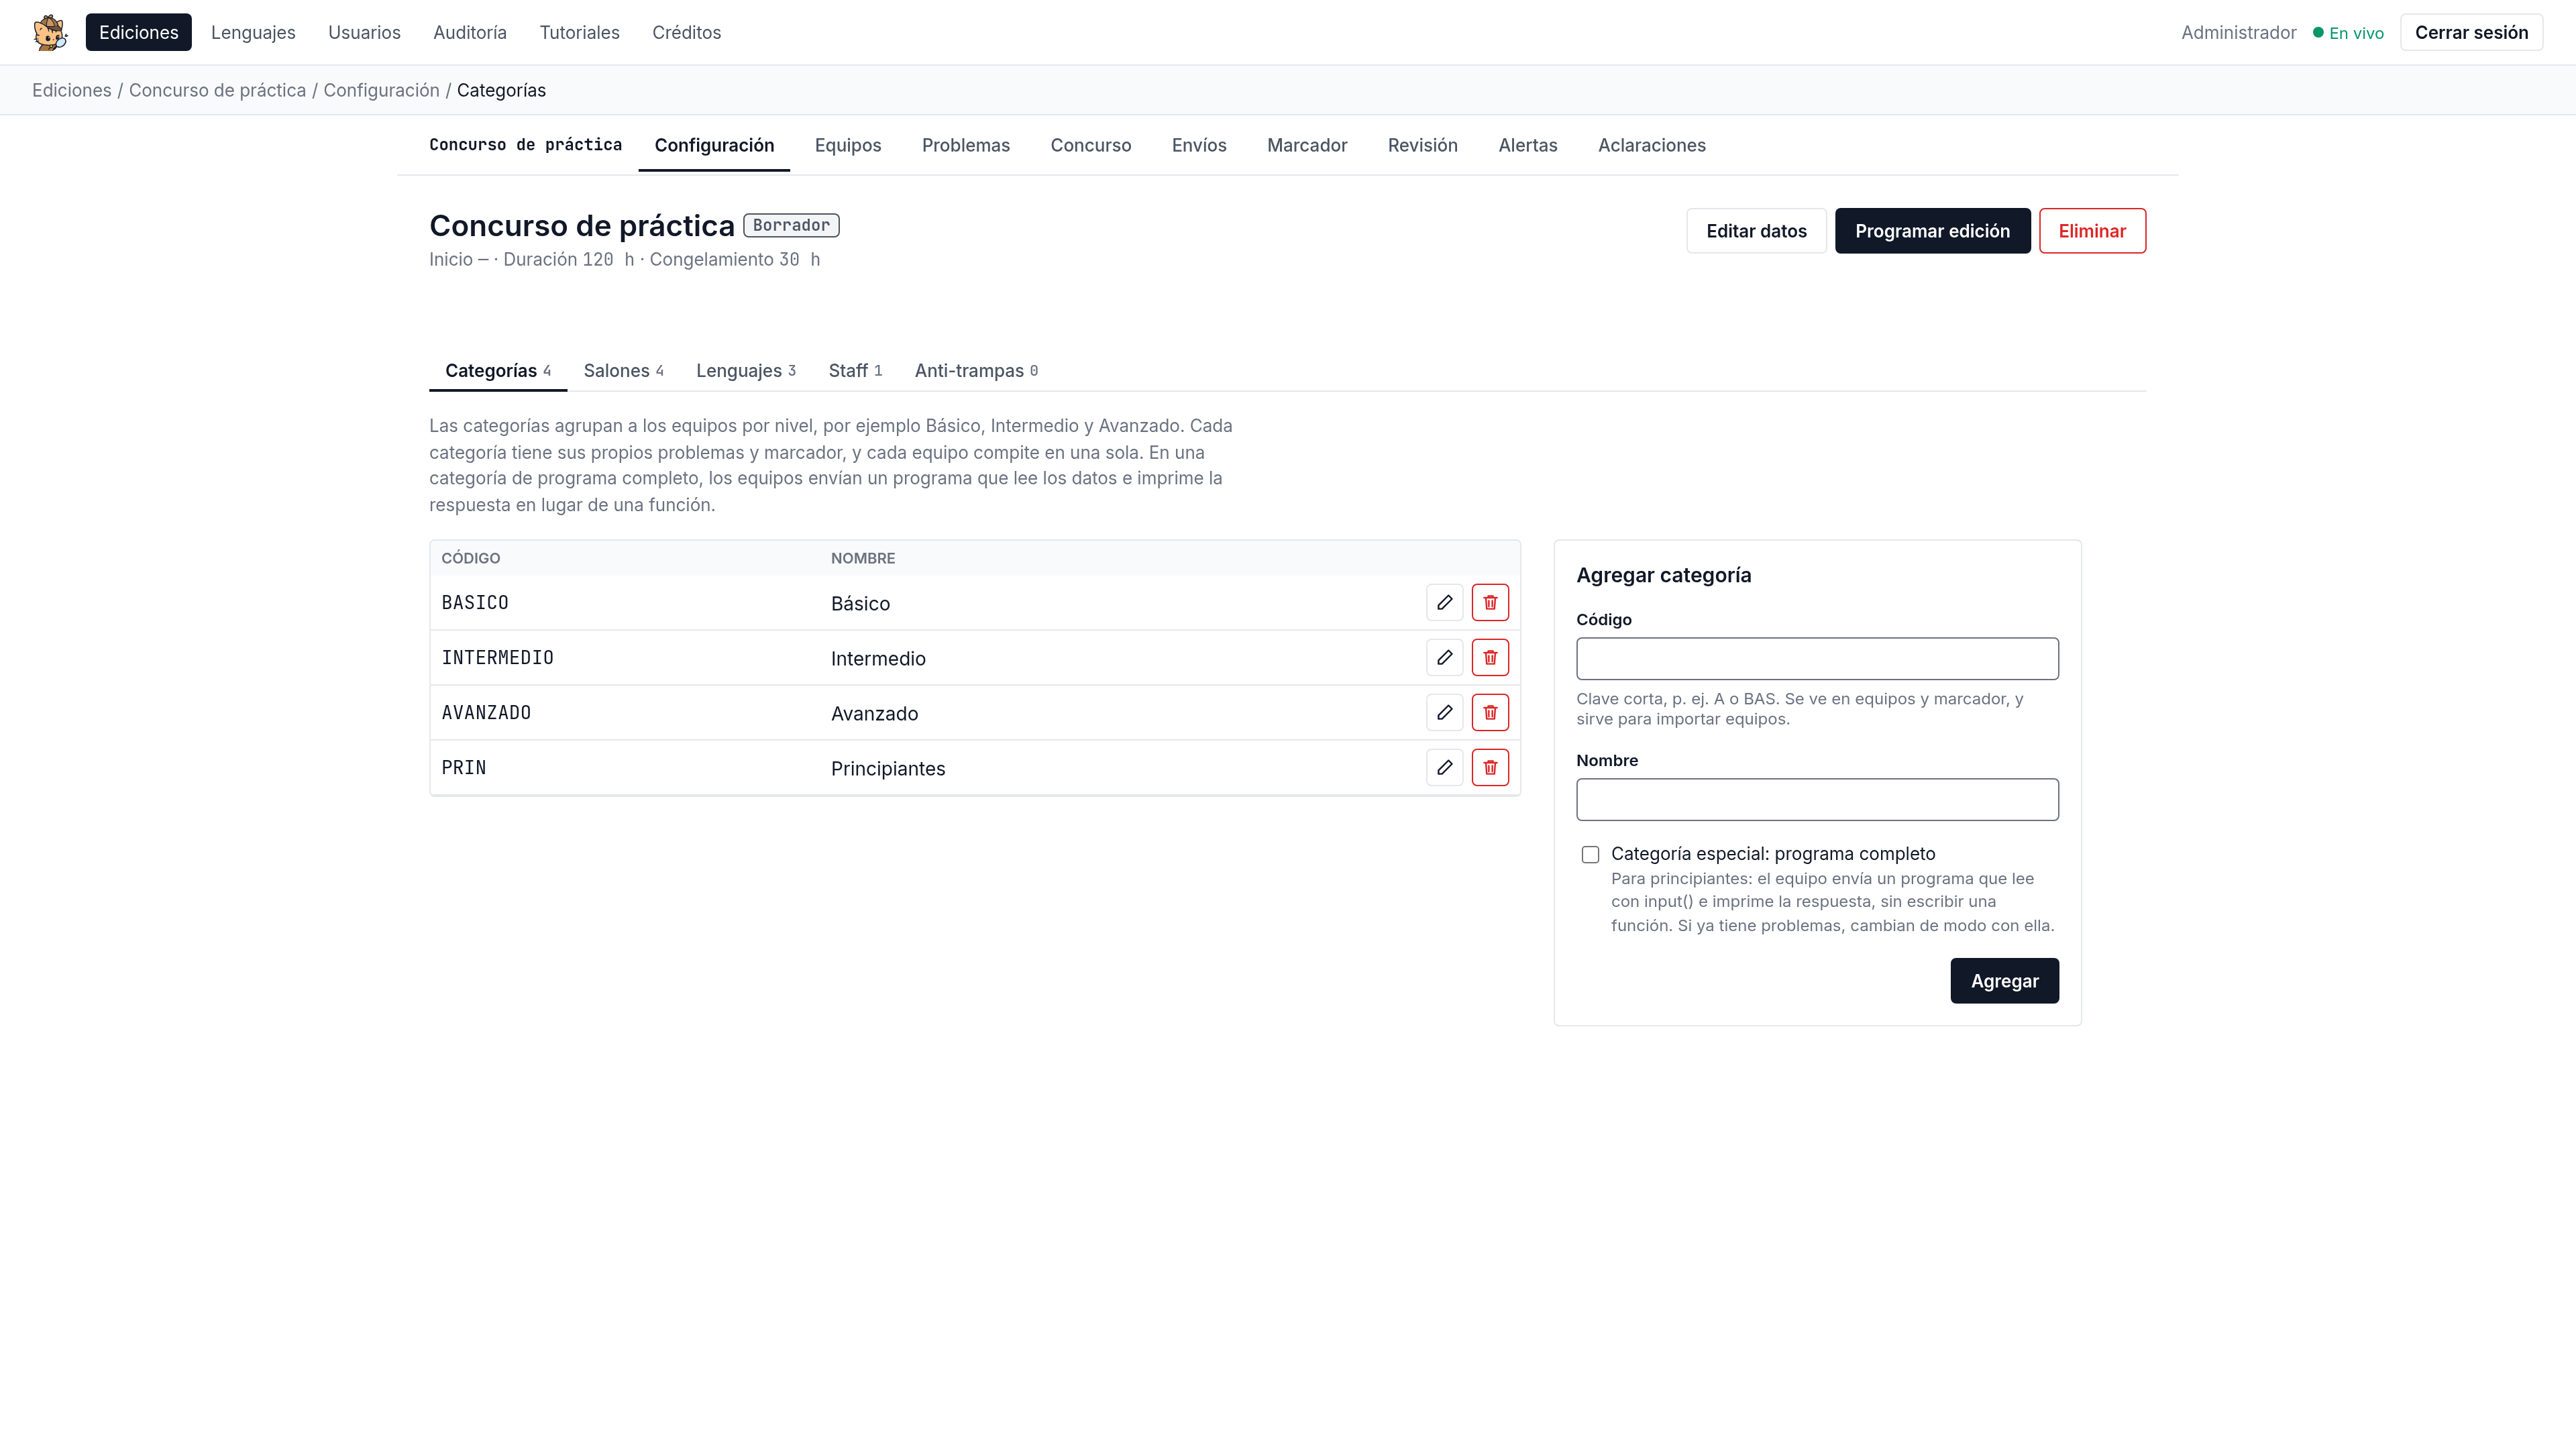 Ediciones Lenguajes Usuarios Auditoría Tutoriales Créditos Administrador En vivo Cerrar sesión
Ediciones / Concurso de práctica / Configuración / Categorías
Concurso de práctica Configuración Equipos Problemas Concurso Envíos Marcador Revisión Alertas Aclaraciones
Concurso de práctica Borrador Editar datos Programar edición Eliminar
Inicio — · Duración 120 h · Congelamiento 30 h
Categorías 4 Salones 4 Lenguajes 3 Staff 1 Anti-trampas 0
Las categorías agrupan a los equipos por nivel, por ejemplo Básico, Intermedio y Avanzado. Cada
categoría tiene sus propios problemas y marcador, y cada equipo compite en una sola. En una
categoría de programa completo, los equipos envían un programa que lee los datos e imprime la
respuesta en lugar de una función.
CÓDIGO NOMBRE
BASICO Básico
INTERMEDIO Intermedio
AVANZADO Avanzado
PRIN Principiantes
Agregar categoría
Código
Clave corta, p. ej. A o BAS. Se ve en equipos y marcador, y
sirve para importar equipos.
Nombre
Categoría especial: programa completo
Para principiantes: el equipo envía un programa que lee
con input() e imprime la respuesta, sin escribir una
función. Si ya tiene problemas, cambian de modo con ella.
Agregar